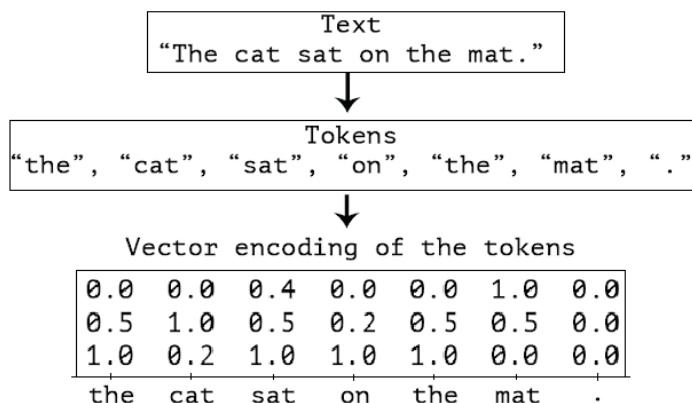 Text
“The cat sat on the mat.”
Tokens
“the”, “cat”, “sat”, “on”, “the”, “mat”, “.”
Vector encoding of the tokens
0.0 0.0 0.4 0.0 0.0 1.0 0.0
0.5 1.0 0.5 0.2 0.5 0.5 0.0
1.0 0.2 1.0 1.0 1.0 0.0 0.0
the cat sat on the mat .